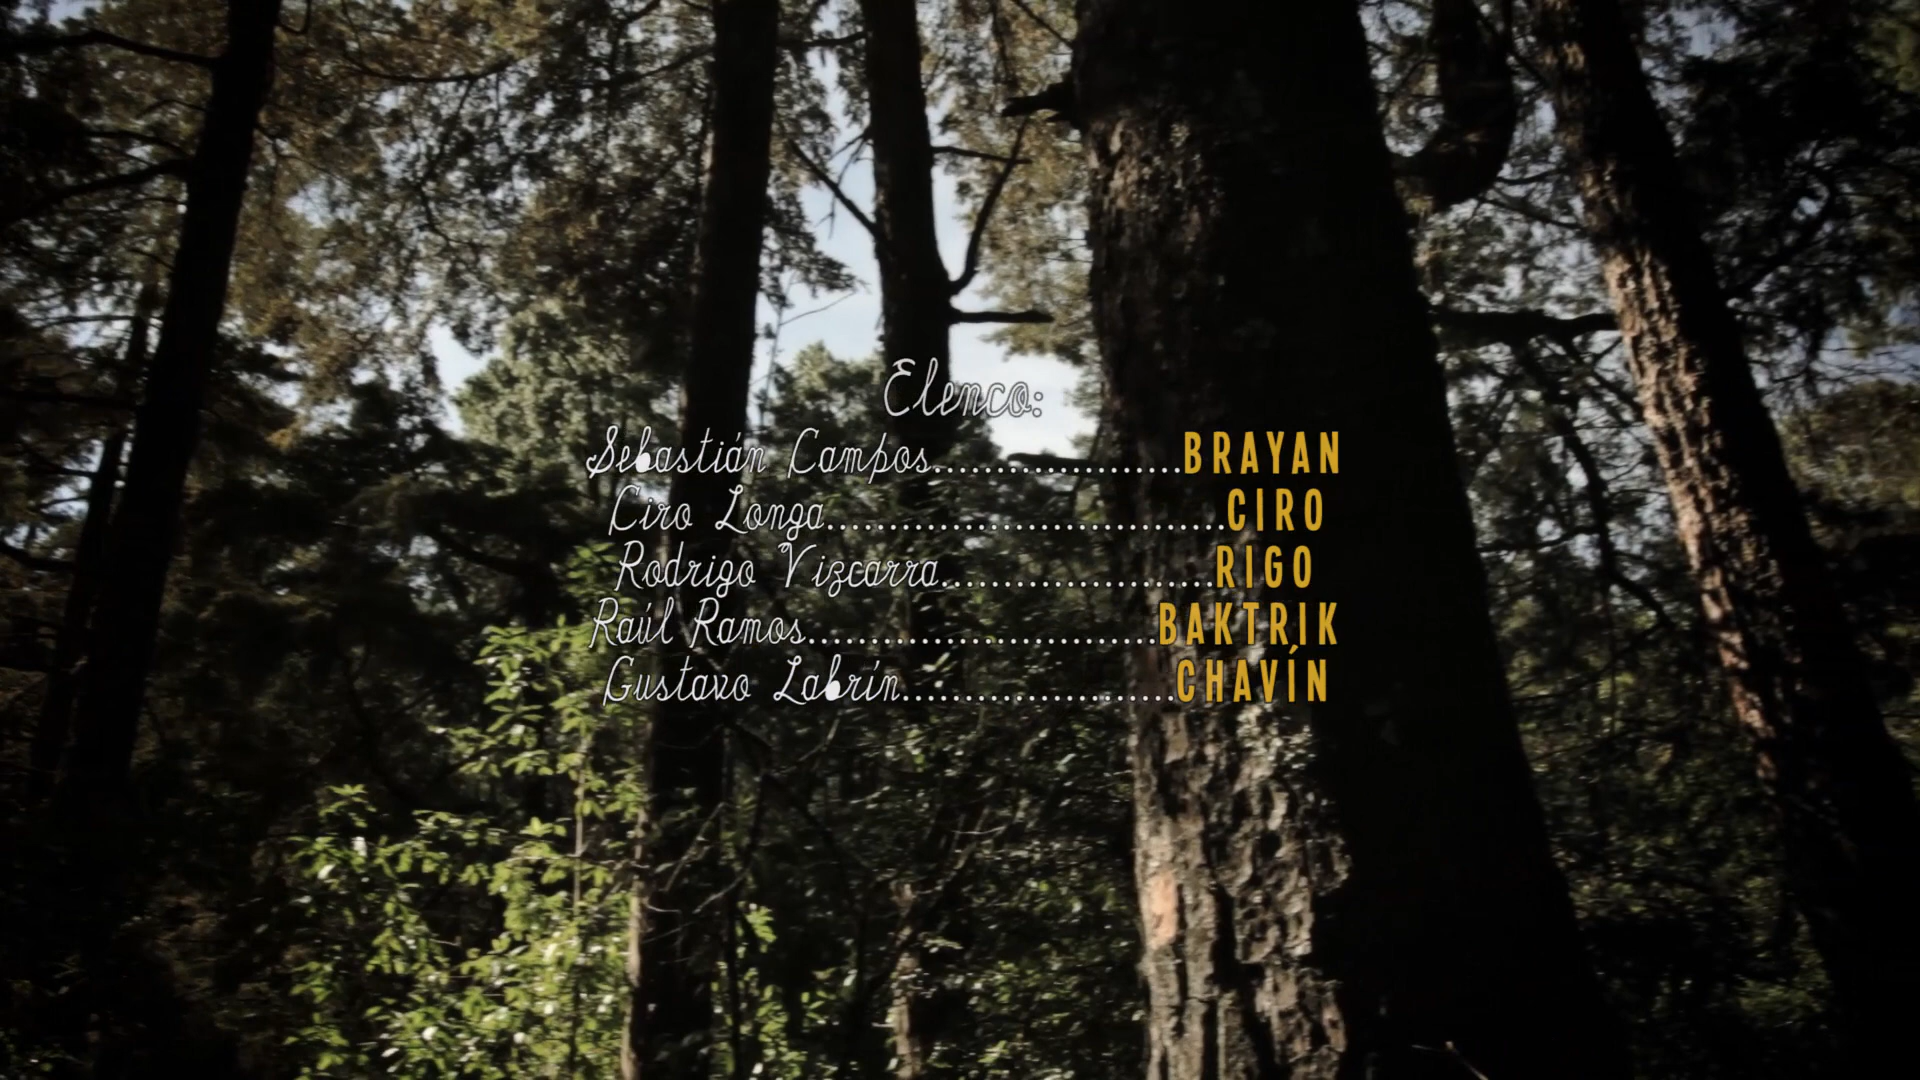 Elenco:
Sebastián Campos....................BRAYAN
Ciro Longa................................CIRO
Rodrigo Vizcarra......................RIGO
Raúl Ramos............................BAKTRIK
Gustavo Labrín......................CHAVÍN